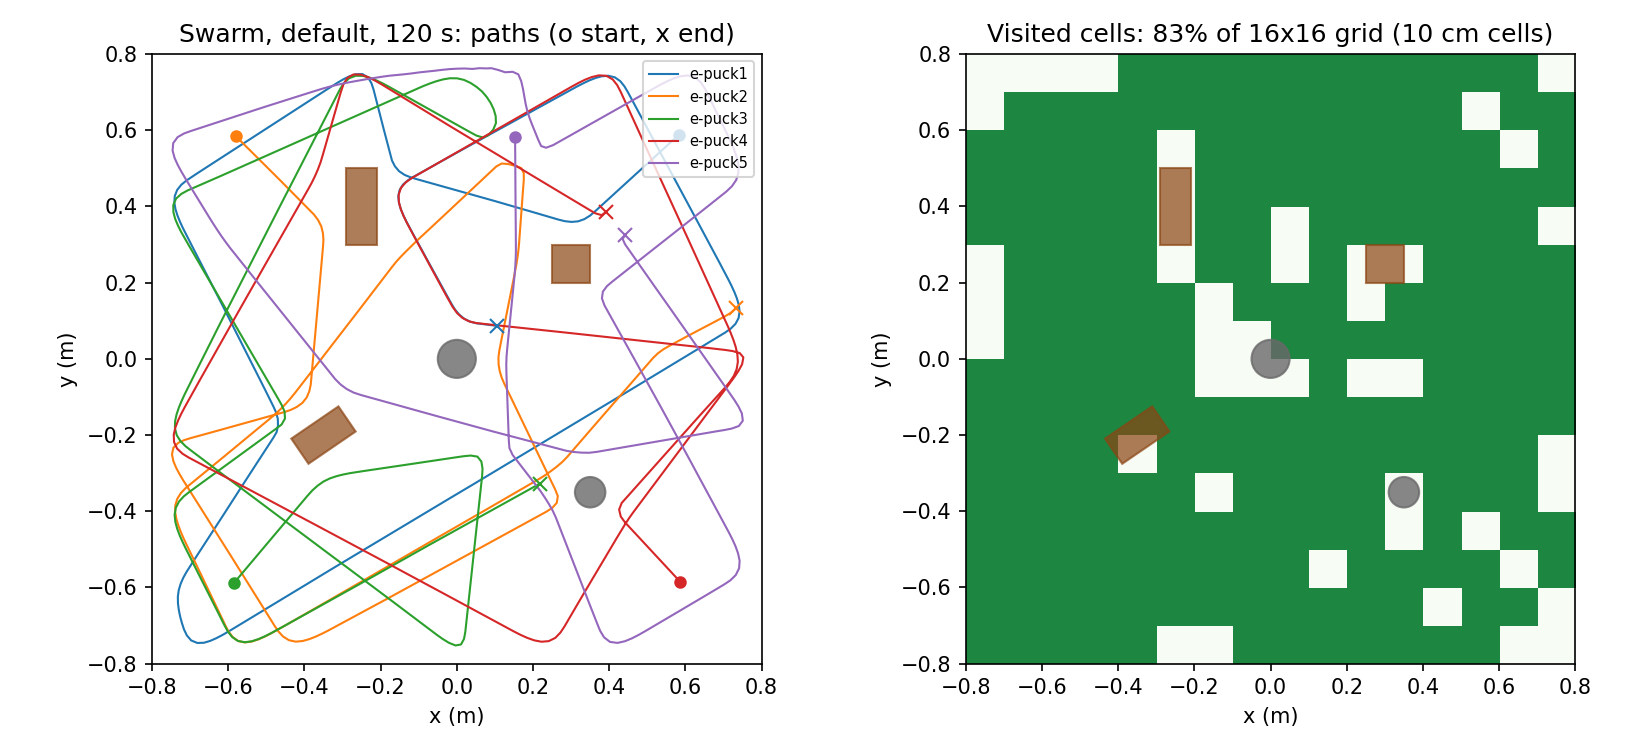 Swarm, default, 120 s: paths (o start, x end)
0.8
0.6
0.4
0.2
0.0
−0.2
−0.4
−0.6
−0.8
y (m)
−0.8 −0.6 −0.4 −0.2 0.0 0.2 0.4 0.6 0.8
x (m)
e-puck1
e-puck2
e-puck3
e-puck4
e-puck5
Visited cells: 83% of 16x16 grid (10 cm cells)
0.8
0.6
0.4
0.2
0.0
−0.2
−0.4
−0.6
−0.8
y (m)
−0.8 −0.6 −0.4 −0.2 0.0 0.2 0.4 0.6 0.8
x (m)